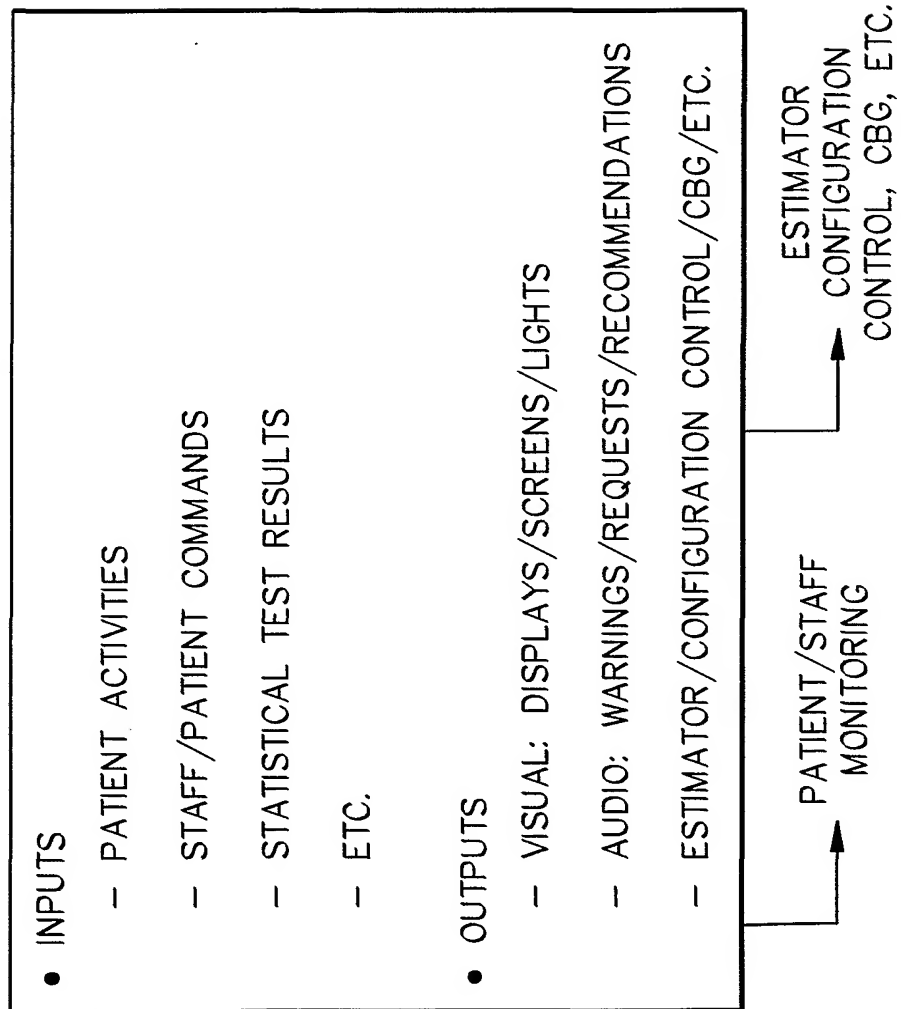 • INPUTS
– PATIENT ACTIVITIES
– STAFF/PATIENT COMMANDS
– STATISTICAL TEST RESULTS
– ETC.
• OUTPUTS
– VISUAL: DISPLAYS/SCREENS/LIGHTS
– AUDIO: WARNINGS/REQUESTS/RECOMMENDATIONS
– ESTIMATOR/CONFIGURATION CONTROL/CBG/ETC.
PATIENT/STAFF
MONITORING
ESTIMATOR
CONFIGURATION
CONTROL, CBG, ETC.